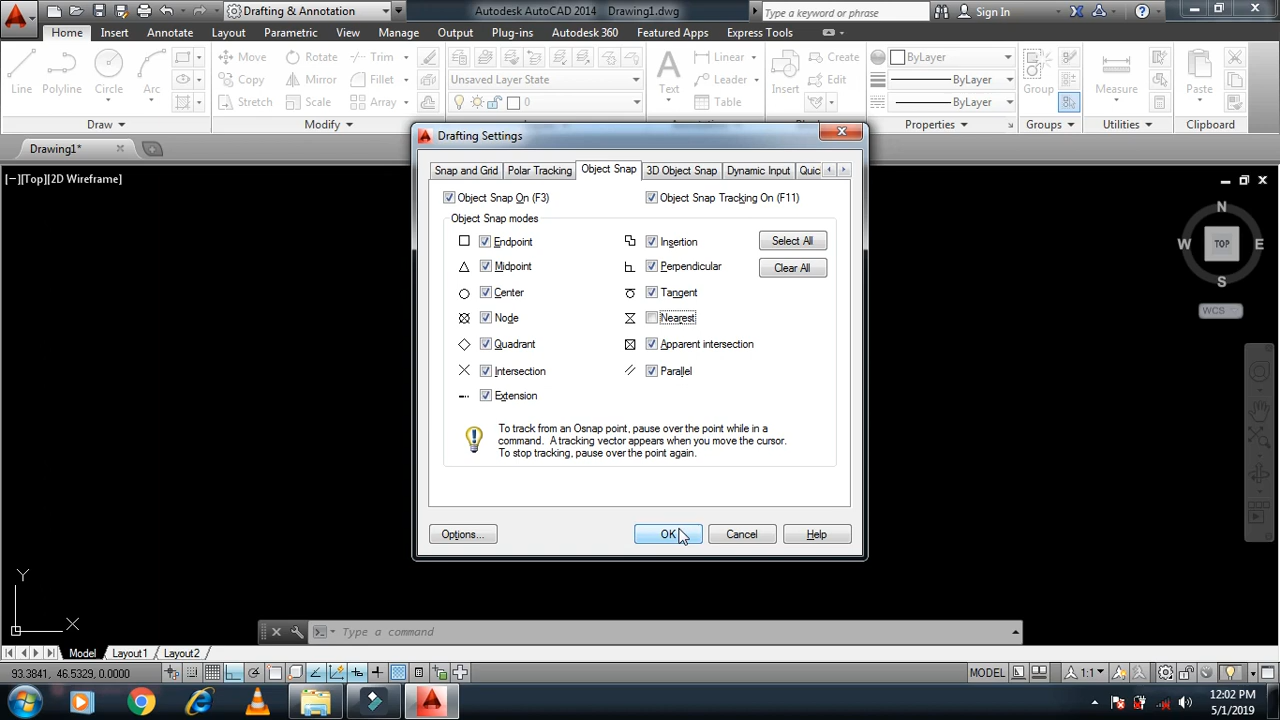 Drafting & Annotation
Autodesk AutoCAD 2014 Drawing1.dwg
Type a keyword or phrase
Sign In
Home Insert Annotate Layout Parametric View Manage Output Plug-ins Autodesk 360 Featured Apps Express Tools
Line Polyline Circle Arc
Move Rotate Trim
Copy Mirror Fillet
Stretch Scale Array
Unsaved Layer State
0
Text
Linear
Leader
Table
Insert
Create
Edit
ByLayer
ByLayer
ByLayer
Group
Measure
Paste
Draw Modify Properties Groups Utilities Clipboard
Drawing1*
[−][Top][2D Wireframe]
Drafting Settings
Snap and Grid Polar Tracking Object Snap 3D Object Snap Dynamic Input Quic
Object Snap On (F3) Object Snap Tracking On (F11)
Object Snap modes
Endpoint Insertion Select All
Midpoint Perpendicular Clear All
Center Tangent
Node Nearest
Quadrant Apparent intersection
Intersection Parallel
Extension
To track from an Osnap point, pause over the point while in a
command. A tracking vector appears when you move the cursor.
To stop tracking, pause over the point again.
Options... OK Cancel Help
N
W TOP E
S
WCS
Y
X
Type a command
Model Layout1 Layout2
93.3841, 46.5329, 0.0000
MODEL 1:1
12:02 PM
5/1/2019